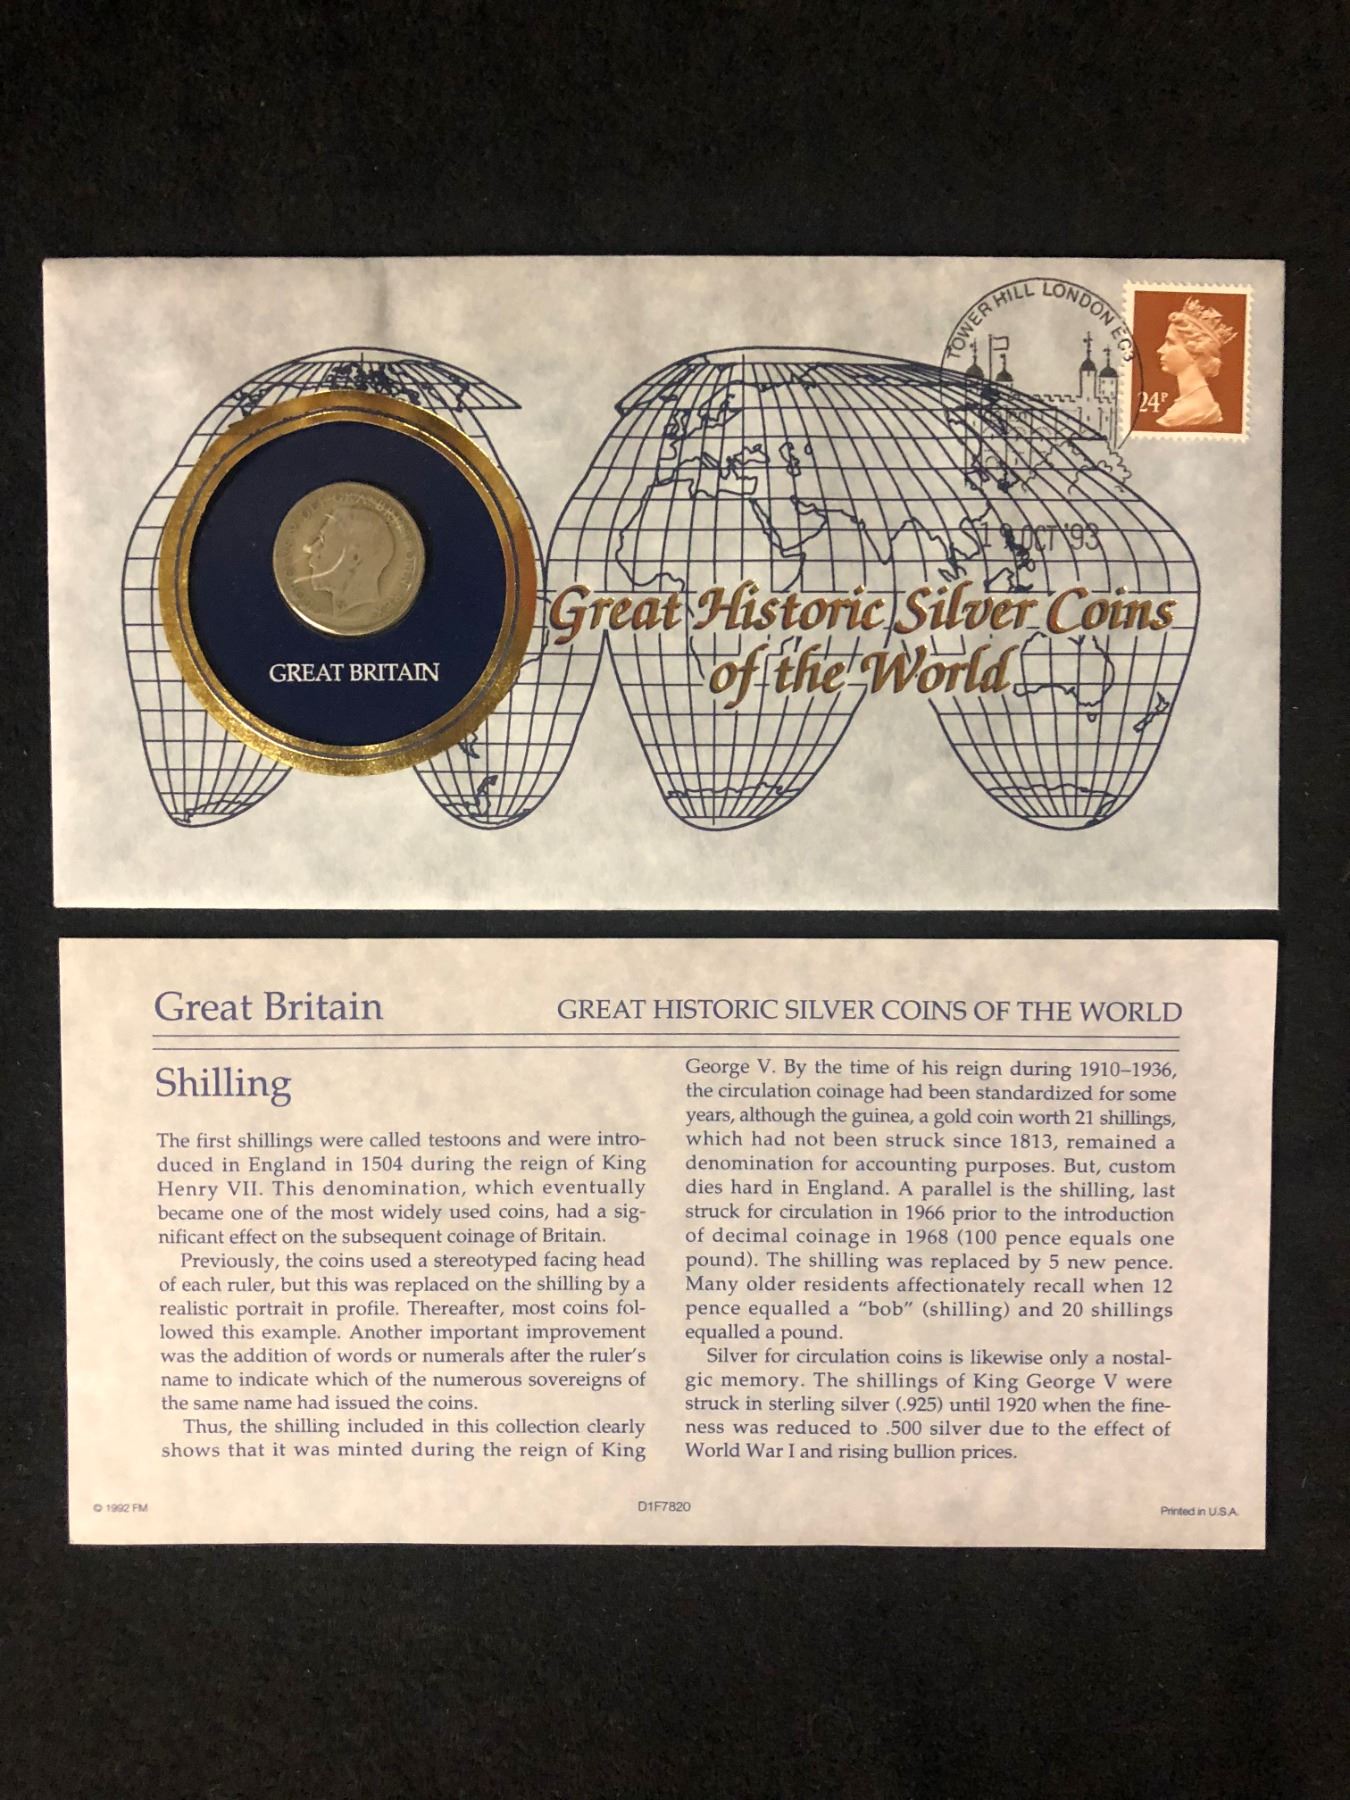 TOWER HILL LONDON EC3
24P
GREAT BRITAIN
Great Historic Silver Coins
of the World
OCT '93
Great Britain
GREAT HISTORIC SILVER COINS OF THE WORLD
Shilling
The first shillings were called testoons and were intro-
duced in England in 1504 during the reign of King
Henry VII. This denomination, which eventually
became one of the most widely used coins, had a sig-
nificant effect on the subsequent coinage of Britain.
Previously, the coins used a stereotyped facing head
of each ruler, but this was replaced on the shilling by a
realistic portrait in profile. Thereafter, most coins fol-
lowed this example. Another important improvement
was the addition of words or numerals after the ruler's
name to indicate which of the numerous sovereigns of
the same name had issued the coins.
Thus, the shilling included in this collection clearly
shows that it was minted during the reign of King
George V. By the time of his reign during 1910–1936,
the circulation coinage had been standardized for some
years, although the guinea, a gold coin worth 21 shillings,
which had not been struck since 1813, remained a
denomination for accounting purposes. But, custom
dies hard in England. A parallel is the shilling, last
struck for circulation in 1966 prior to the introduction
of decimal coinage in 1968 (100 pence equals one
pound). The shilling was replaced by 5 new pence.
Many older residents affectionately recall when 12
pence equalled a “bob” (shilling) and 20 shillings
equalled a pound.
Silver for circulation coins is likewise only a nostal-
gic memory. The shillings of King George V were
struck in sterling silver (.925) until 1920 when the fine-
ness was reduced to .500 silver due to the effect of
World War I and rising bullion prices.
© 1992 FM
D1F7820
Printed in U.S.A.